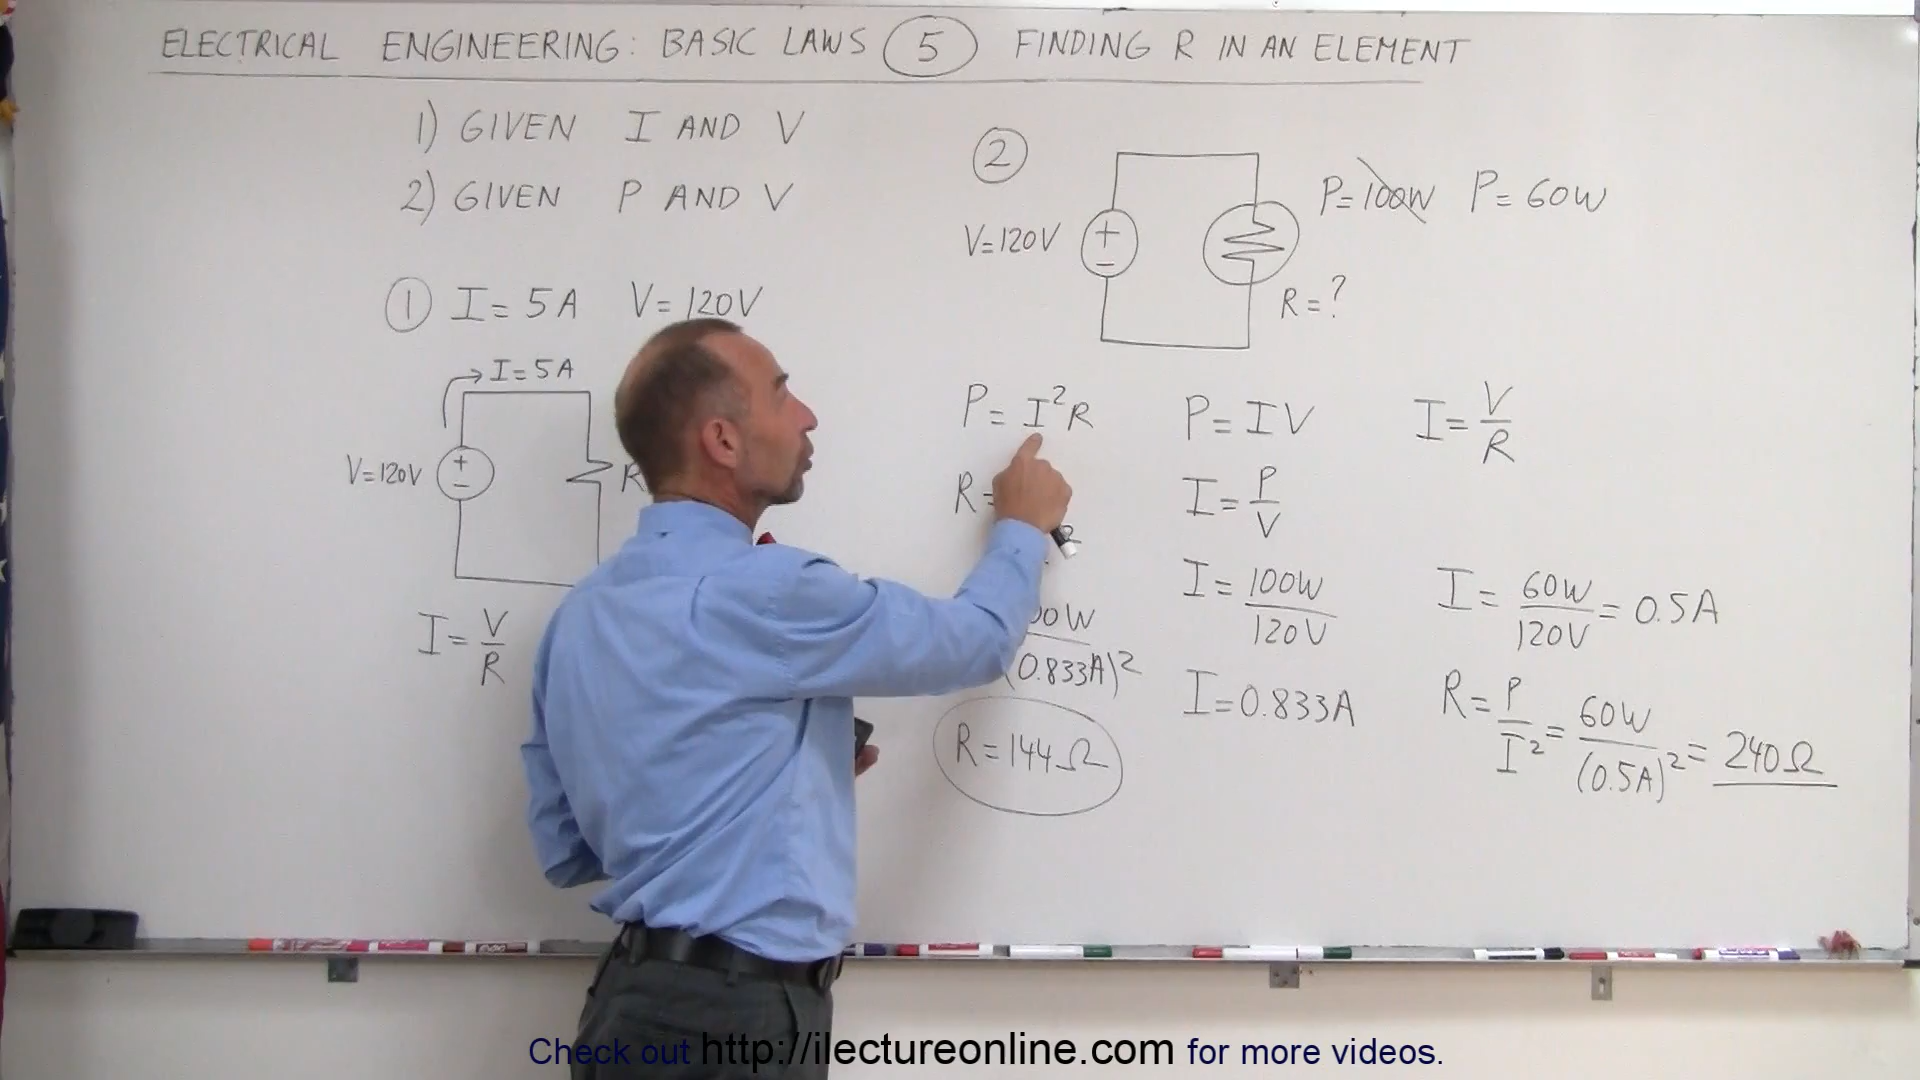 ELECTRICAL ENGINEERING: BASIC LAWS 5 FINDING R IN AN ELEMENT
1) GIVEN I AND V
2) GIVEN P AND V
1 I = 5A V = 120V
I = 5A
V = 120V
+
−
R
I = V/R
2
V = 120V
+
−
P = 100W P = 60W
R = ?
P = I²R
R =
00W
(0.833A)²
R = 144Ω
P = IV
I = P/V
I = 100W/120V
I = 0.833A
I = V/R
I = 60W/120V = 0.5A
R = P/I² = 60W/(0.5A)² = 240Ω
Check out http://ilectureonline.com for more videos.